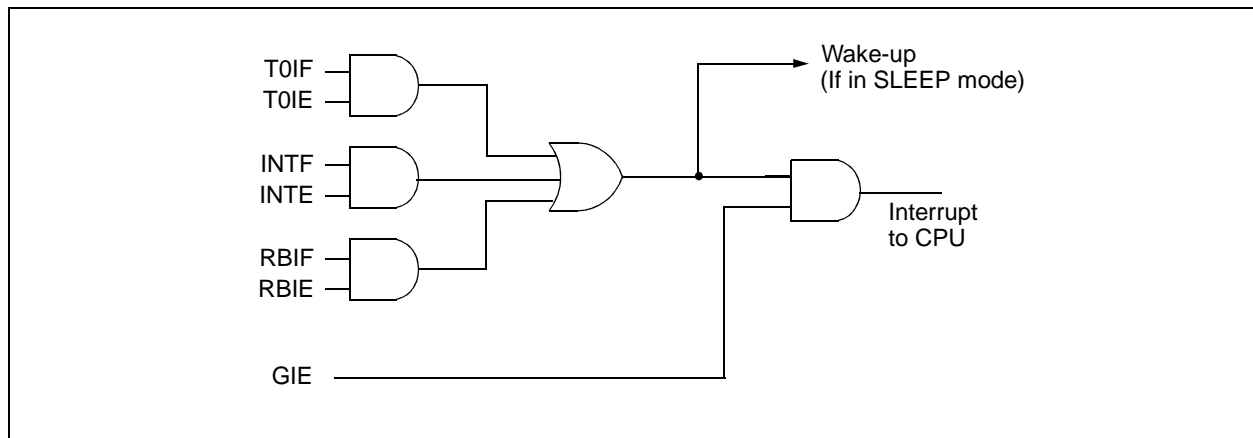 Wake-up
(If in SLEEP mode)
T0IF
T0IE
INTF
INTE
Interrupt
to CPU
RBIF
RBIE
GIE